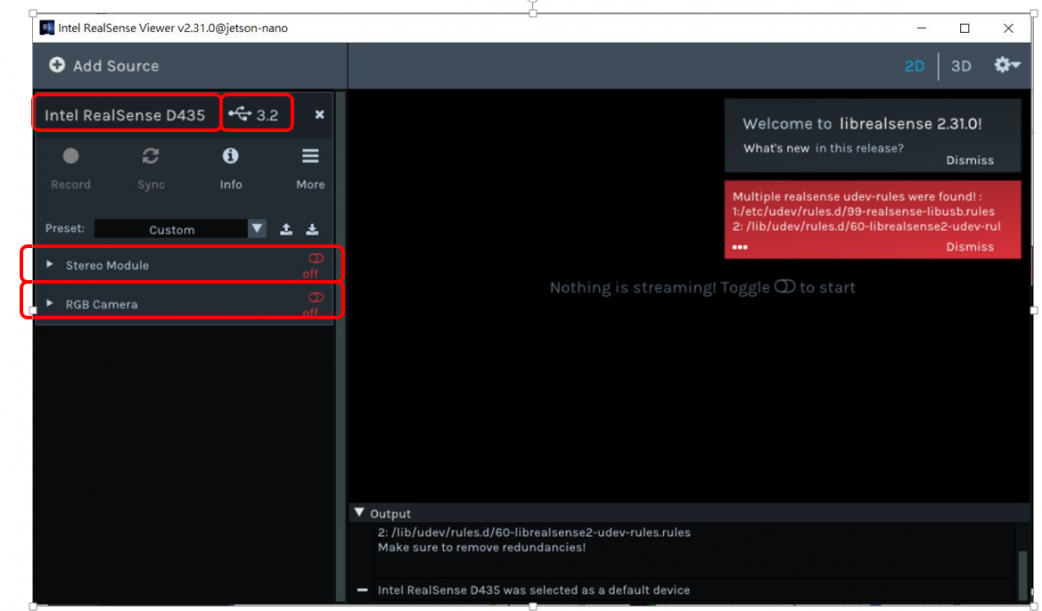 Intel RealSense Viewer v2.31.0@jetson-nano
Add Source
2D
3D
Intel RealSense D435
3.2
Record
Sync
Info
More
Preset:
Custom
Stereo Module
off
RGB Camera
off
Welcome to librealsense 2.31.0!
What's new in this release?
Dismiss
Multiple realsense udev-rules were found! :
1:/etc/udev/rules.d/99-realsense-libusb.rules
2: /lib/udev/rules.d/60-librealsense2-udev-rul
Dismiss
Nothing is streaming! Toggle to start
Output
2: /lib/udev/rules.d/60-librealsense2-udev-rules.rules
Make sure to remove redundancies!
Intel RealSense D435 was selected as a default device